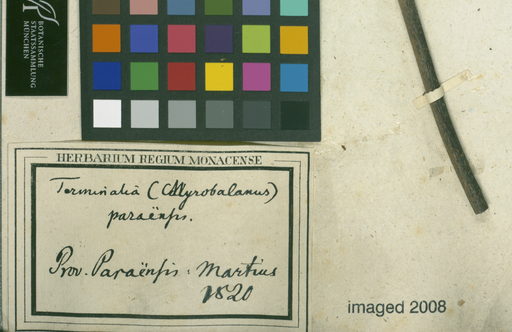 BOTANISCHE
STAATSSAMMLUNG
MÜNCHEN
HERBARIUM REGIUM MONACENSE
Terminalia (Myrobalanus)
paraënsis.
Prov. Paraënsis: Martius
1820
imaged 2008